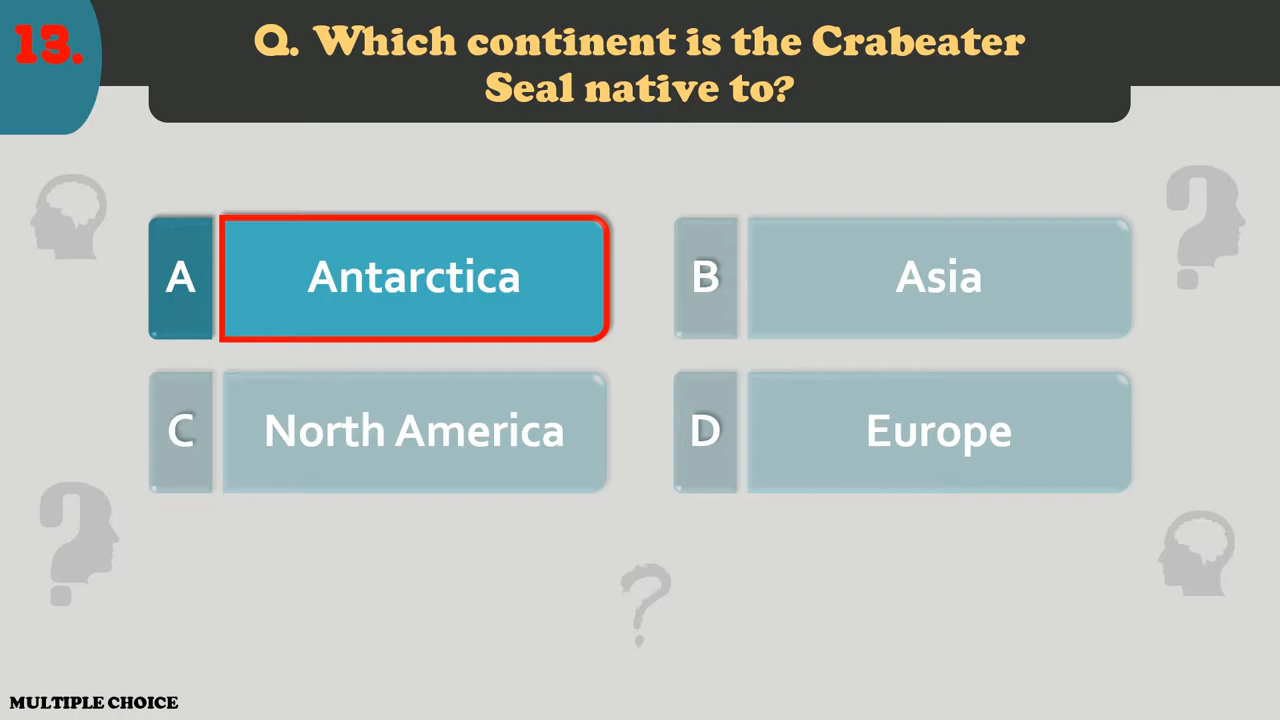 13.
Q. Which continent is the Crabeater
Seal native to?
A Antarctica
B Asia
C North America
D Europe
MULTIPLE CHOICE